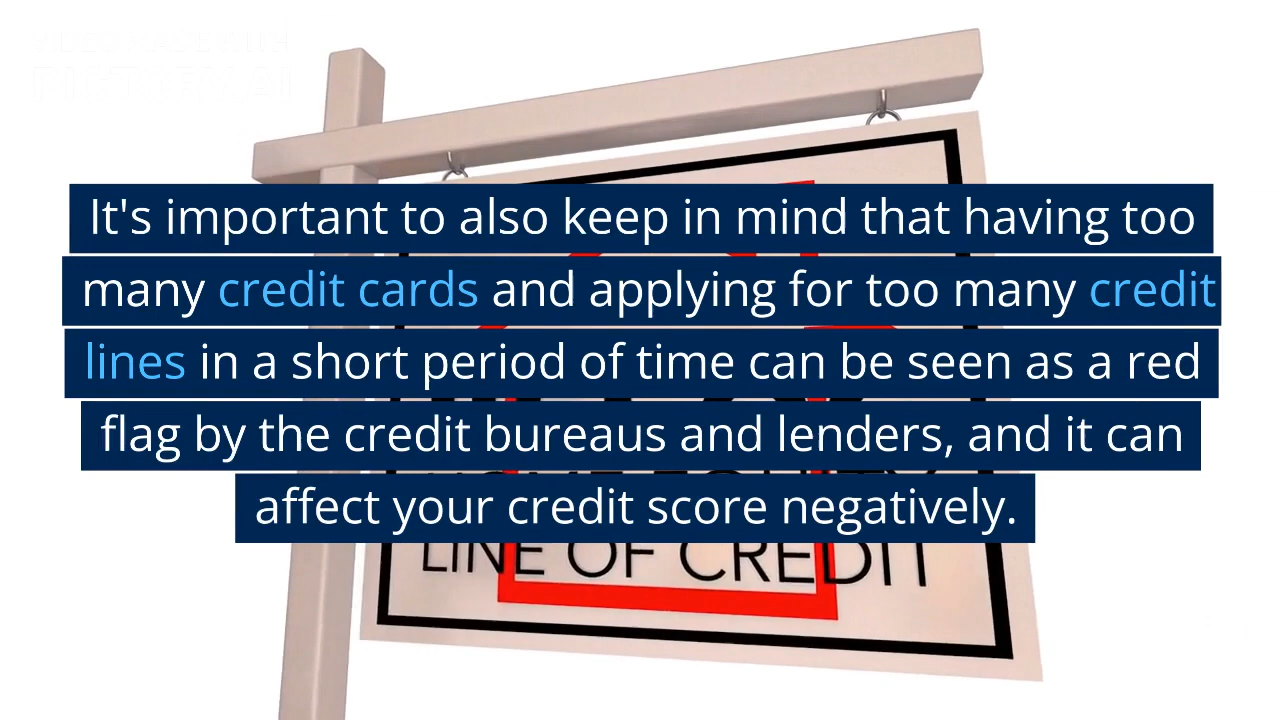 It's important to also keep in mind that having too
many credit cards and applying for too many credit
lines in a short period of time can be seen as a red
flag by the credit bureaus and lenders, and it can
affect your credit score negatively.
LINE OF CREDIT